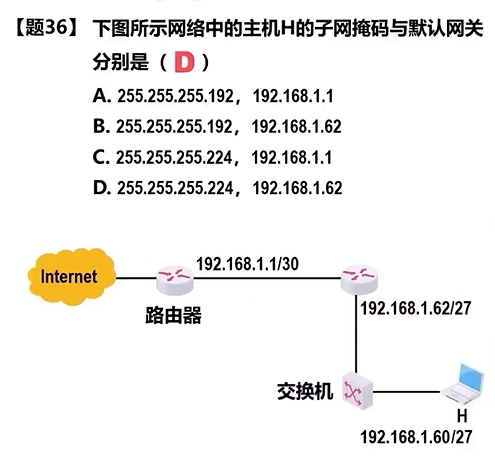 【题36】 下图所示网络中的主机H的子网掩码与默认网关
分别是（ D ）
A. 255.255.255.192，192.168.1.1
B. 255.255.255.192，192.168.1.62
C. 255.255.255.224，192.168.1.1
D. 255.255.255.224，192.168.1.62
Internet
192.168.1.1/30
路由器
192.168.1.62/27
交换机
H
192.168.1.60/27